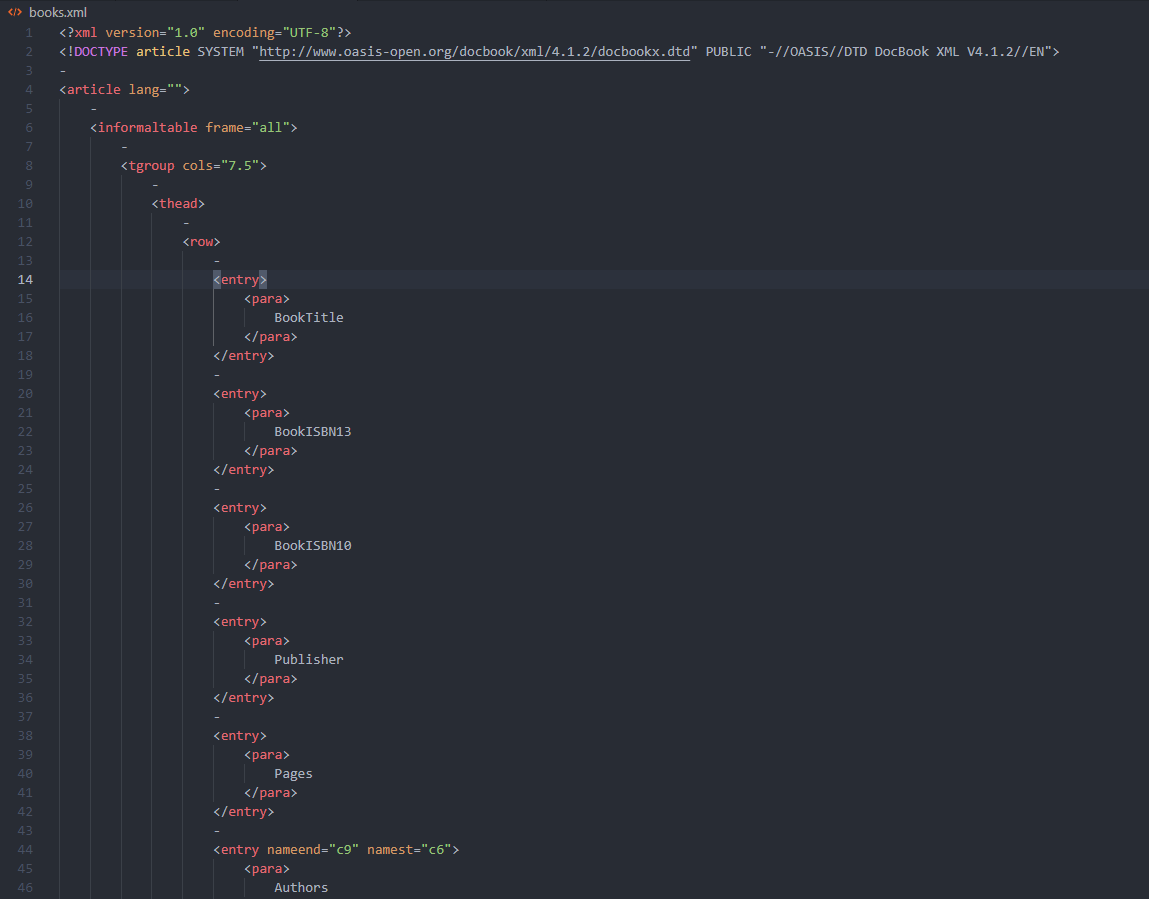 books.xml
1 <?xml version="1.0" encoding="UTF-8"?>
2 <!DOCTYPE article SYSTEM "http://www.oasis-open.org/docbook/xml/4.1.2/docbookx.dtd" PUBLIC "-//OASIS//DTD DocBook XML V4.1.2//EN">
3 -
4 <article lang="">
5 -
6 <informaltable frame="all">
7 -
8 <tgroup cols="7.5">
9 -
10 <thead>
11 -
12 <row>
13 -
14 <entry>
15 <para>
16 BookTitle
17 </para>
18 </entry>
19 -
20 <entry>
21 <para>
22 BookISBN13
23 </para>
24 </entry>
25 -
26 <entry>
27 <para>
28 BookISBN10
29 </para>
30 </entry>
31 -
32 <entry>
33 <para>
34 Publisher
35 </para>
36 </entry>
37 -
38 <entry>
39 <para>
40 Pages
41 </para>
42 </entry>
43 -
44 <entry nameend="c9" namest="c6">
45 <para>
46 Authors